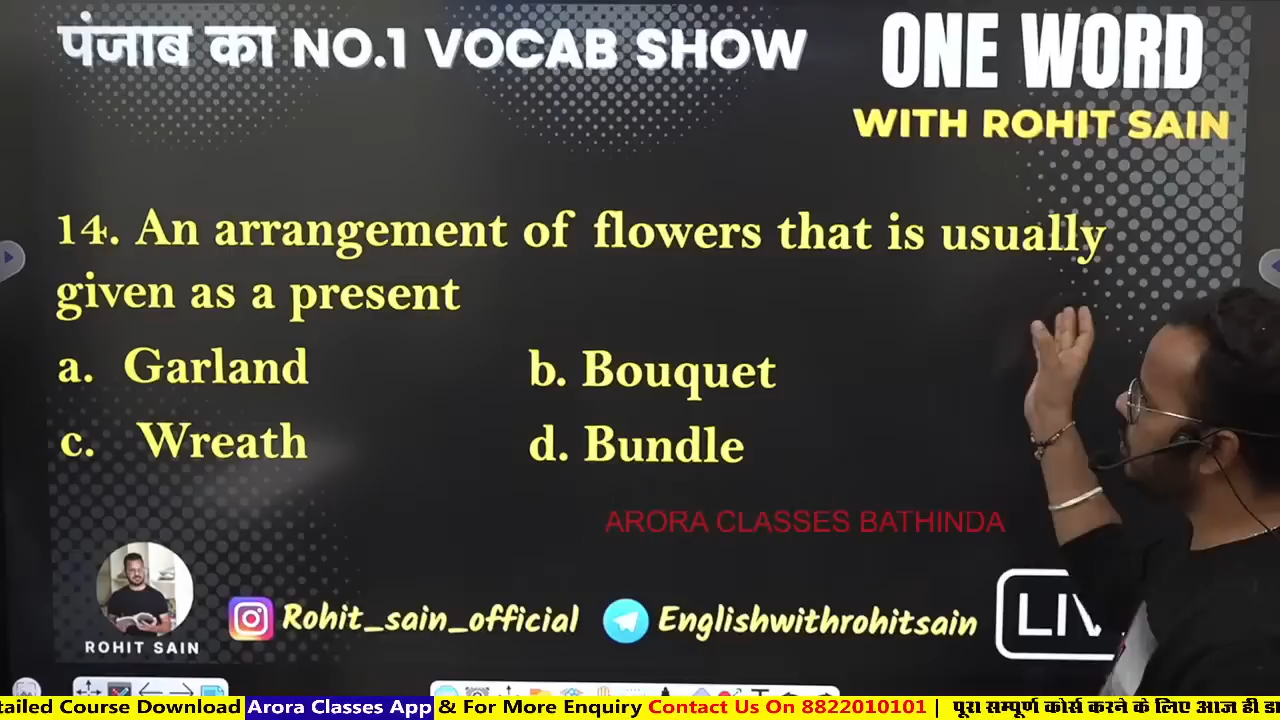 पंजाब का NO.1 VOCAB SHOW
ONE WORD
WITH ROHIT SAIN
14. An arrangement of flowers that is usually
given as a present
a. Garland
b. Bouquet
c. Wreath
d. Bundle
ARORA CLASSES BATHINDA
ROHIT SAIN
Rohit_sain_official
Englishwithrohitsain
Course Download Arora Classes App & For More Enquiry Contact Us On 8822010101 | पूरा सम्पूर्ण कोर्स करने के लिए आज ही